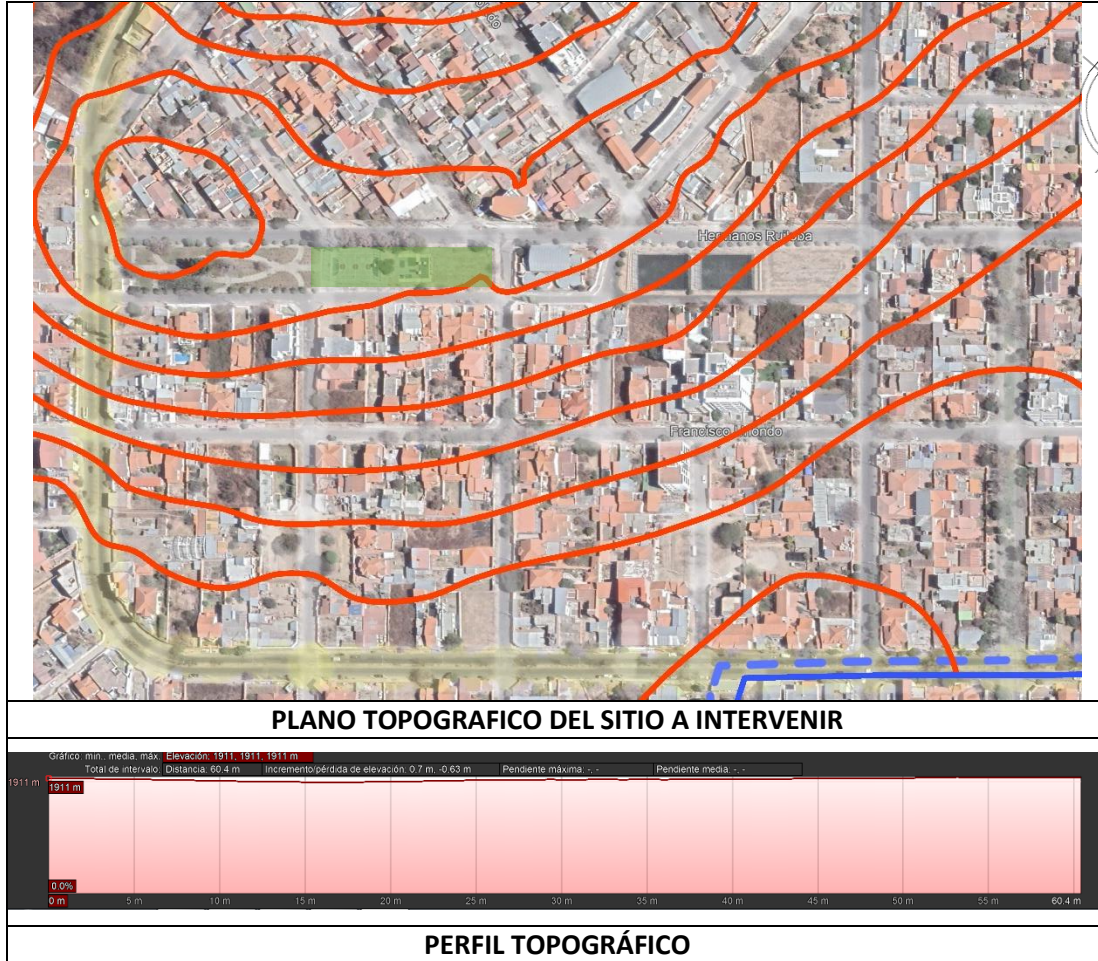 Hermanos Ruiloba
Francisco
PLANO TOPOGRAFICO DEL SITIO A INTERVENIR
Gráfico: min., media, máx. Elevación: 1911, 1911, 1911 m
Total de intervalo: Distancia: 60.4 m Incremento/pérdida de elevación: 0.7 m, -0.63 m Pendiente máxima: -, - Pendiente media: -, -
1911 m
1911 m
0.0%
0 m 5 m 10 m 15 m 20 m 25 m 30 m 35 m 40 m 45 m 50 m 55 m 60.4 m
PERFIL TOPOGRÁFICO